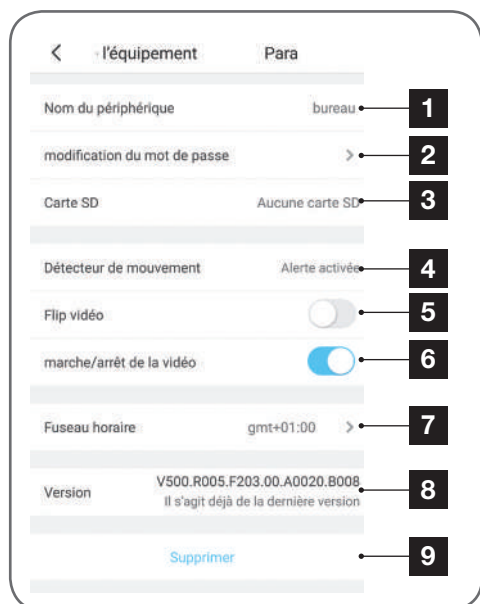 · l'équipement Para
Nom du périphérique bureau 1
modification du mot de passe > 2
Carte SD Aucune carte SD 3
Détecteur de mouvement Alerte activée 4
Flip vidéo 5
marche/arrêt de la vidéo 6
Fuseau horaire gmt+01:00 > 7
Version V500.R005.F203.00.A0020.B008 8
Il s'agit déjà de la dernière version
Supprimer 9